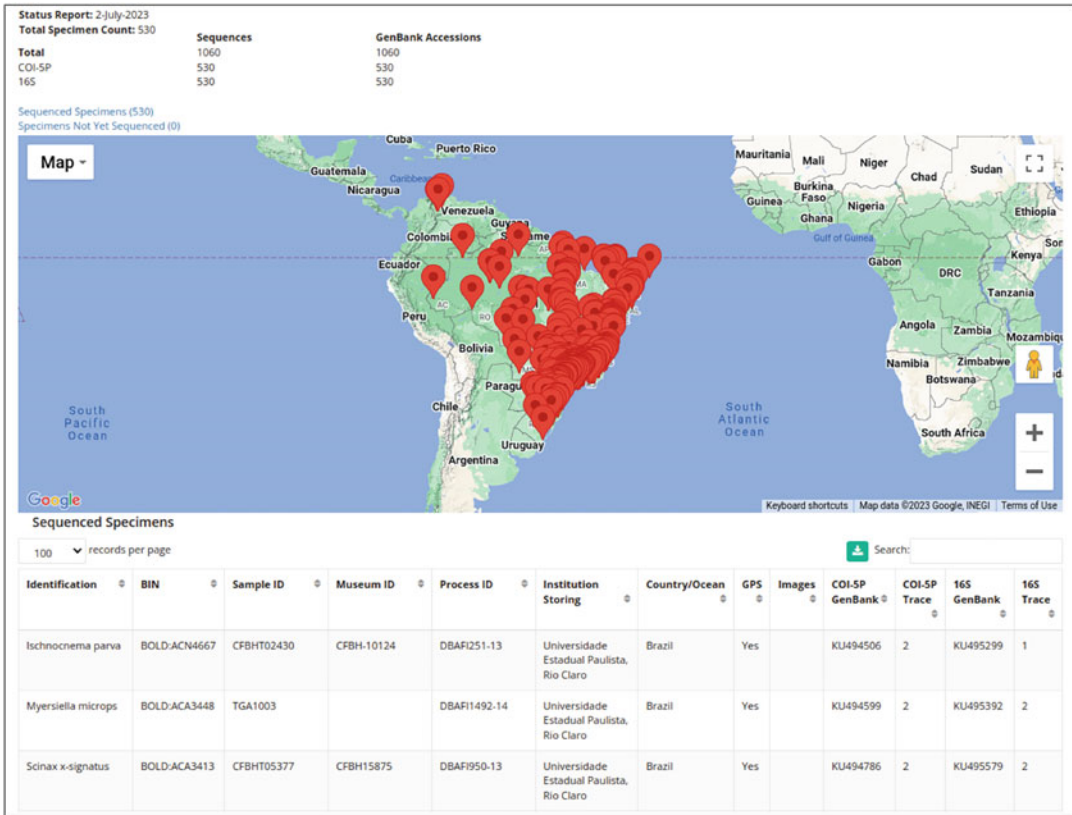 Status Report: 2-July-2023
Total Specimen Count: 530
Sequences GenBank Accessions
Total 1060 1060
COI-5P 530 530
16S 530 530
Sequenced Specimens (530)
Specimens Not Yet Sequenced (0)
Map
Cuba
Puerto Rico
Guatemala
Caribbean
Nicaragua
Venezuela
Guyana
Suriname
Colombia
Ecuador
AC
RO
MA
Peru
Bolivia
Paragu
Chile
Uruguay
Argentina
South
Pacific
Ocean
South
Atlantic
Ocean
Mauritania
Mali
Niger
Chad
Sudan
Burkina
Faso
Guinea
Nigeria
Ghana
Ethiopia
Gulf of Guinea
Gabon
Kenya
DRC
Tanzania
Angola
Zambia
Mozambiqu
Namibia
Zimbabwe
Botswana
South Africa
+
−
Google
Keyboard shortcuts Map data ©2023 Google, INEGI Terms of Use
Sequenced Specimens
100 records per page Search:
Identification BIN Sample ID Museum ID Process ID Institution Storing Country/Ocean GPS Images COI-5P GenBank COI-5P Trace 16S GenBank 16S Trace
Ischnocnema parva BOLD:ACN4667 CFBHT02430 CFBH-10124 DBAFI251-13 Universidade Estadual Paulista, Rio Claro Brazil Yes KU494506 2 KU495299 1
Myersiella microps BOLD:ACA3448 TGA1003 DBAFI1492-14 Universidade Estadual Paulista, Rio Claro Brazil Yes KU494599 2 KU495392 2
Scinax x-signatus BOLD:ACA3413 CFBHT05377 CFBH15875 DBAFI950-13 Universidade Estadual Paulista, Rio Claro Brazil Yes KU494786 2 KU495579 2